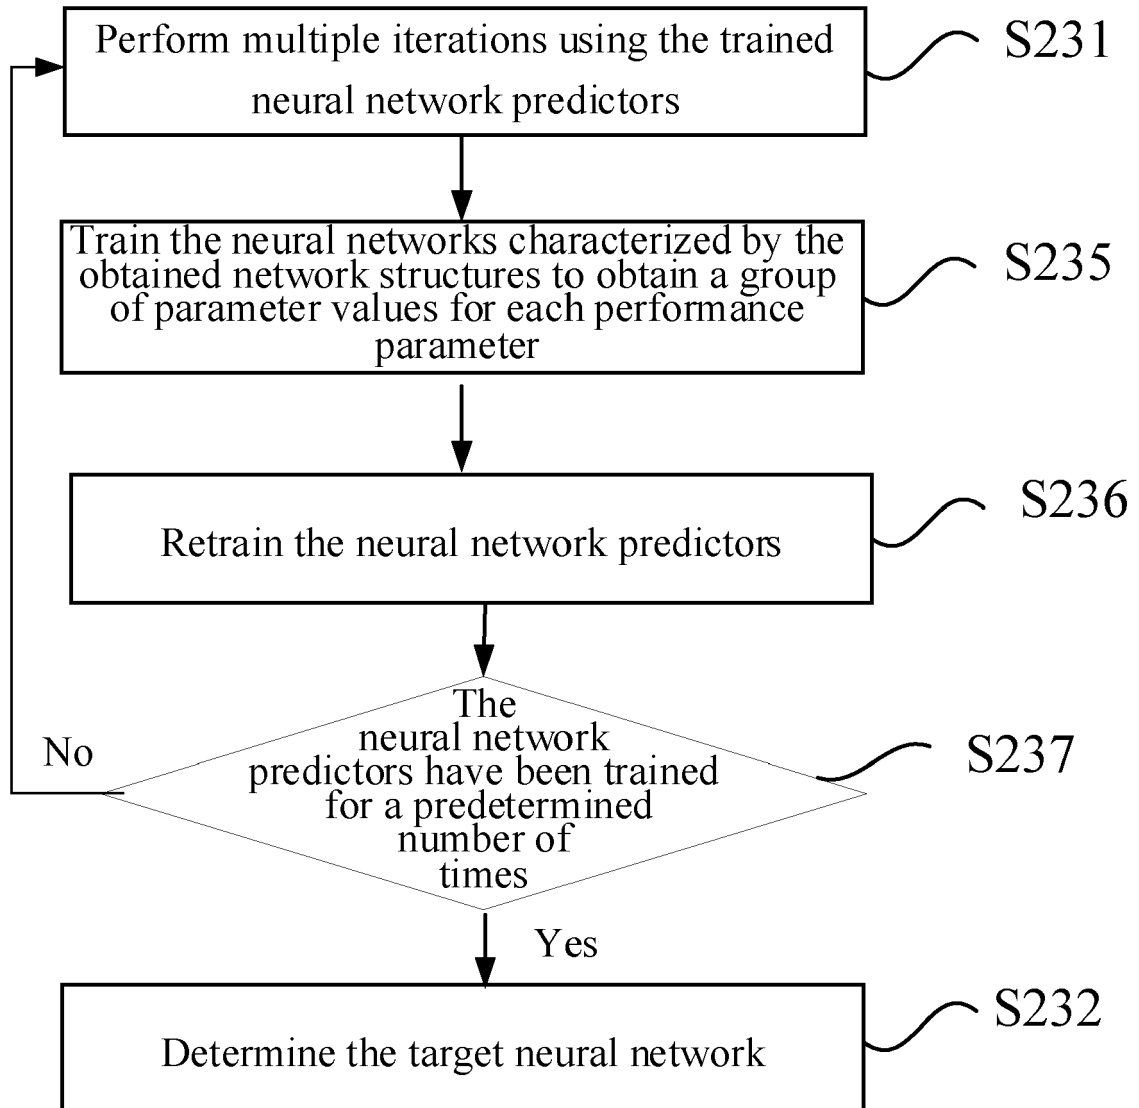 Perform multiple iterations using the trained
neural network predictors
S231
Train the neural networks characterized by the
obtained network structures to obtain a group
of parameter values for each performance
parameter
S235
Retrain the neural network predictors
S236
The
neural network
predictors have been trained
for a predetermined
number of
times
S237
No
Yes
Determine the target neural network
S232